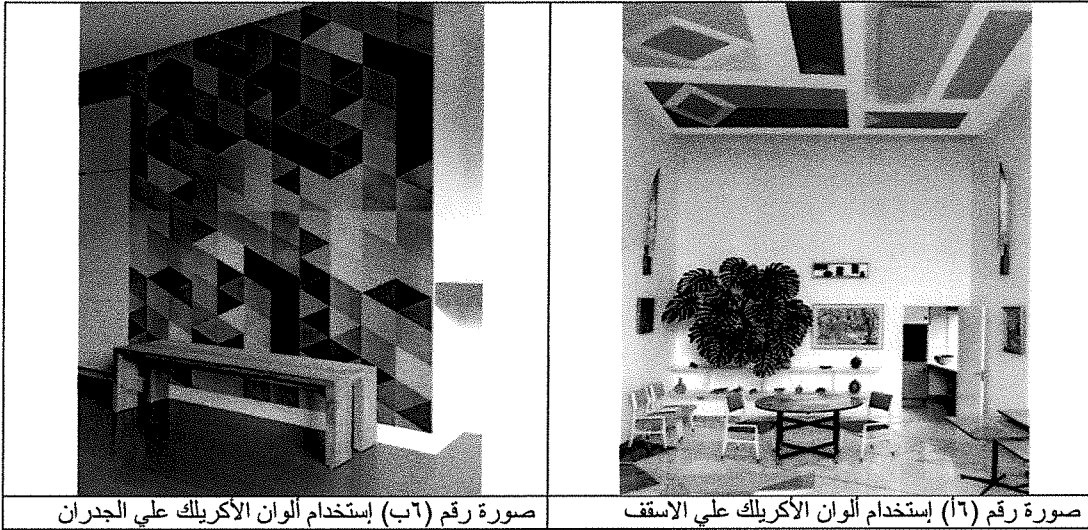 صورة رقم (٦أ) إستخدام ألوان الأكريلك علي الاسقف
صورة رقم (٦ب) إستخدام ألوان الأكريلك علي الجدران